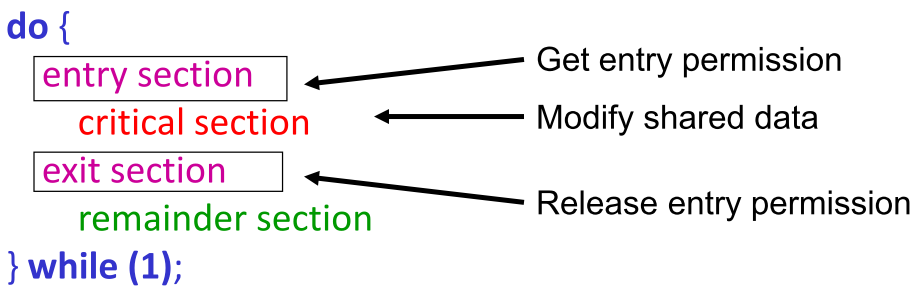 do {
entry section
Get entry permission
critical section
Modify shared data
exit section
Release entry permission
remainder section
} while (1);